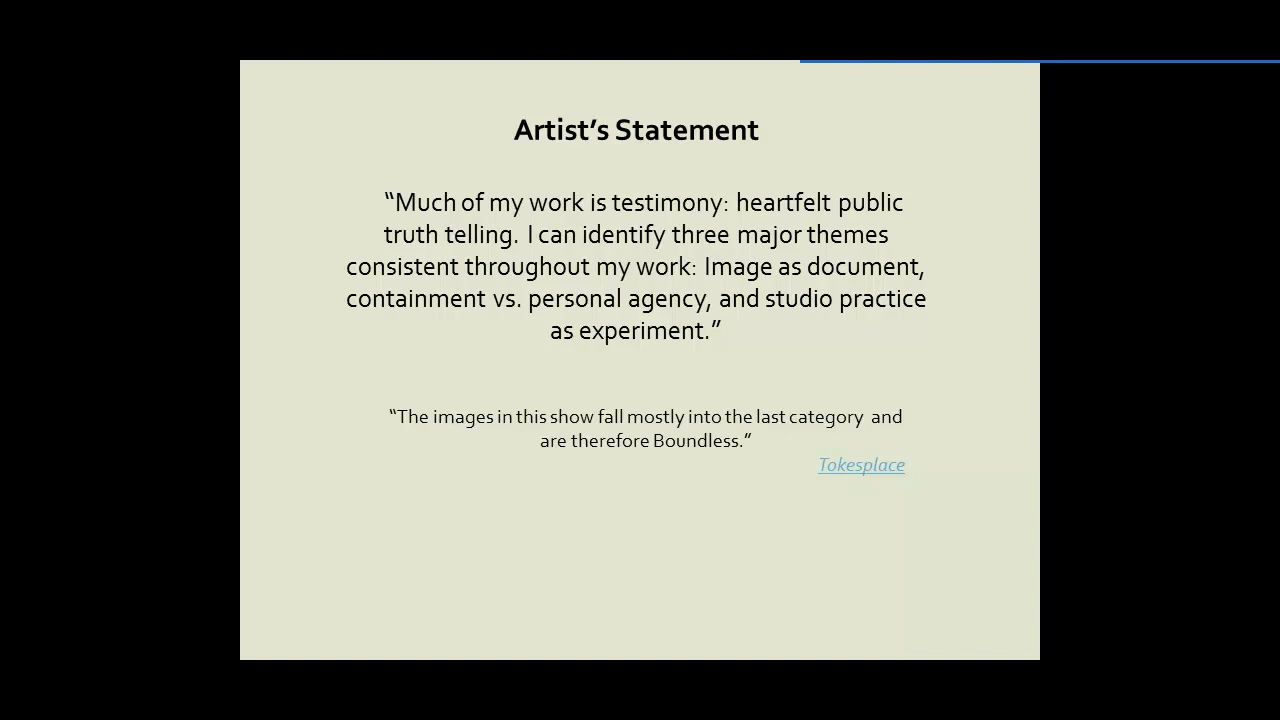 Artist’s Statement
“Much of my work is testimony: heartfelt public
truth telling. I can identify three major themes
consistent throughout my work: Image as document,
containment vs. personal agency, and studio practice
as experiment.”
“The images in this show fall mostly into the last category and
are therefore Boundless.”
Tokesplace